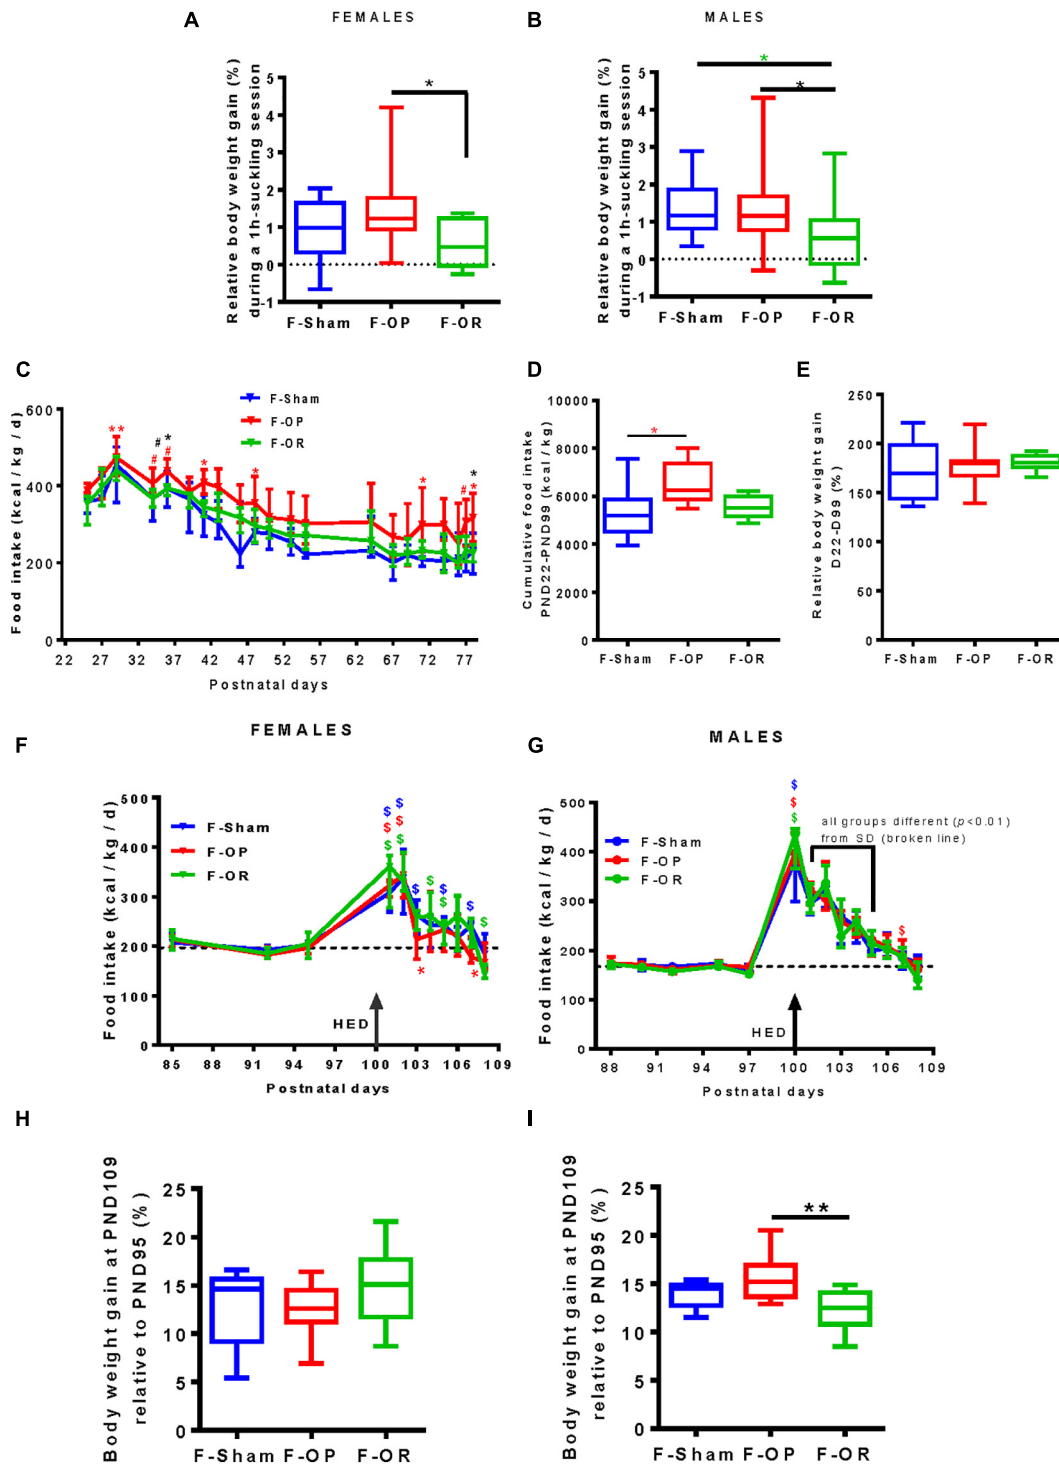 A
FEMALES
B
MALES
Relative body weight gain (%)
during a 1h-suckling session
5
4
3
2
1
0
-1
*
F-Sham
F-OP
F-OR
Relative body weight gain (%)
during a 1h-suckling session
5
4
3
2
1
0
-1
*
*
F-Sham
F-OP
F-OR
C
Food intake (kcal / kg / d)
600
400
200
0
F-Sham
F-OP
F-OR
**
#
#
*
#
*
*
*
#
*
22 27 32 37 42 47 52 57 62 67 72 77
Postnatal days
D
Cumulative food intake
PND22-PND99 (kcal / kg)
10000
8000
6000
4000
2000
0
*
F-Sham
F-OP
F-OR
E
Relative body weight gain
D22-D99 (%)
250
200
150
100
50
0
F-Sham
F-OP
F-OR
F
FEMALES
Food intake (kcal / kg / d)
500
400
300
200
100
0
F-Sham
F-OP
F-OR
$
$
$
$
$
$
$
$
$
$
$
$
*
*
HED
85 88 91 94 97 100 103 106 109
Postnatal days
G
MALES
Food intake (kcal / kg / d)
500
400
300
200
100
0
F-Sham
F-OP
F-OR
$
$
$
all groups different (p<0.01)
from SD (broken line)
$
HED
88 91 94 97 100 103 106 109
Postnatal days
H
Body weight gain at PND109
relative to PND95 (%)
25
20
15
10
5
0
F-Sham
F-OP
F-OR
I
Body weight gain at PND109
relative to PND95 (%)
25
20
15
10
5
0
**
F-Sham
F-OP
F-OR